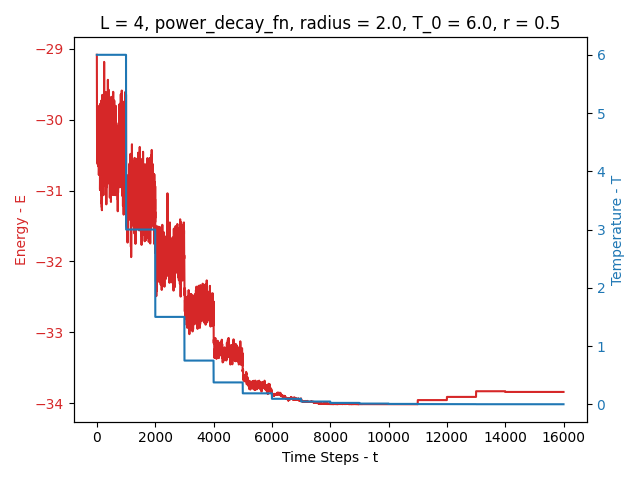 L = 4, power_decay_fn, radius = 2.0, T_0 = 6.0, r = 0.5
−29
−30
−31
−32
−33
−34
Energy - E
6
5
4
3
2
1
0
Temperature - T
0 2000 4000 6000 8000 10000 12000 14000 16000
Time Steps - t